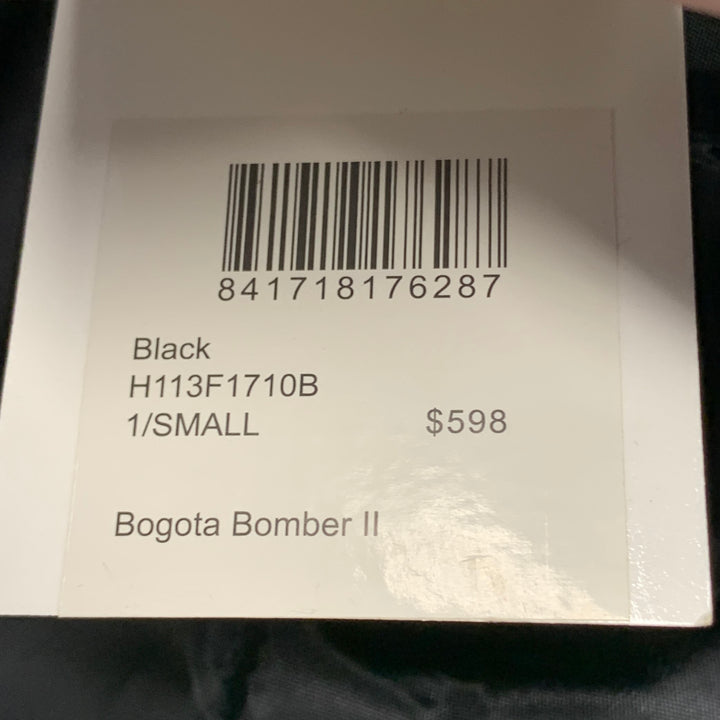 841718176287
Black
H113F1710B
1/SMALL $598
Bogota Bomber II